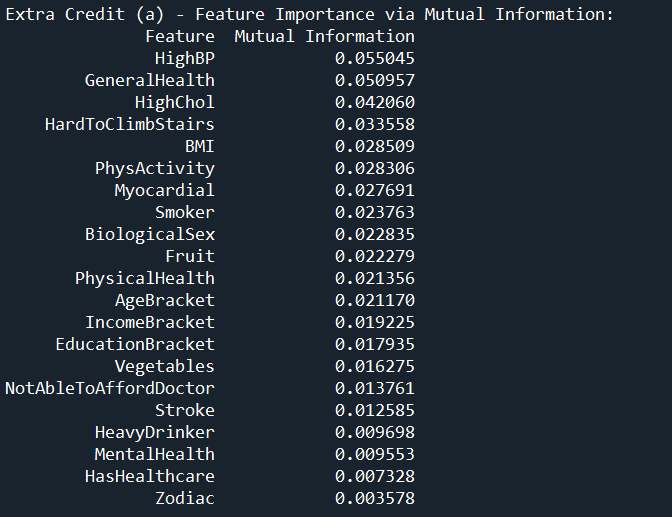 Extra Credit (a) - Feature Importance via Mutual Information:
Feature Mutual Information
HighBP 0.055045
GeneralHealth 0.050957
HighChol 0.042060
HardToClimbStairs 0.033558
BMI 0.028509
PhysActivity 0.028306
Myocardial 0.027691
Smoker 0.023763
BiologicalSex 0.022835
Fruit 0.022279
PhysicalHealth 0.021356
AgeBracket 0.021170
IncomeBracket 0.019225
EducationBracket 0.017935
Vegetables 0.016275
NotAbleToAffordDoctor 0.013761
Stroke 0.012585
HeavyDrinker 0.009698
MentalHealth 0.009553
HasHealthcare 0.007328
Zodiac 0.003578